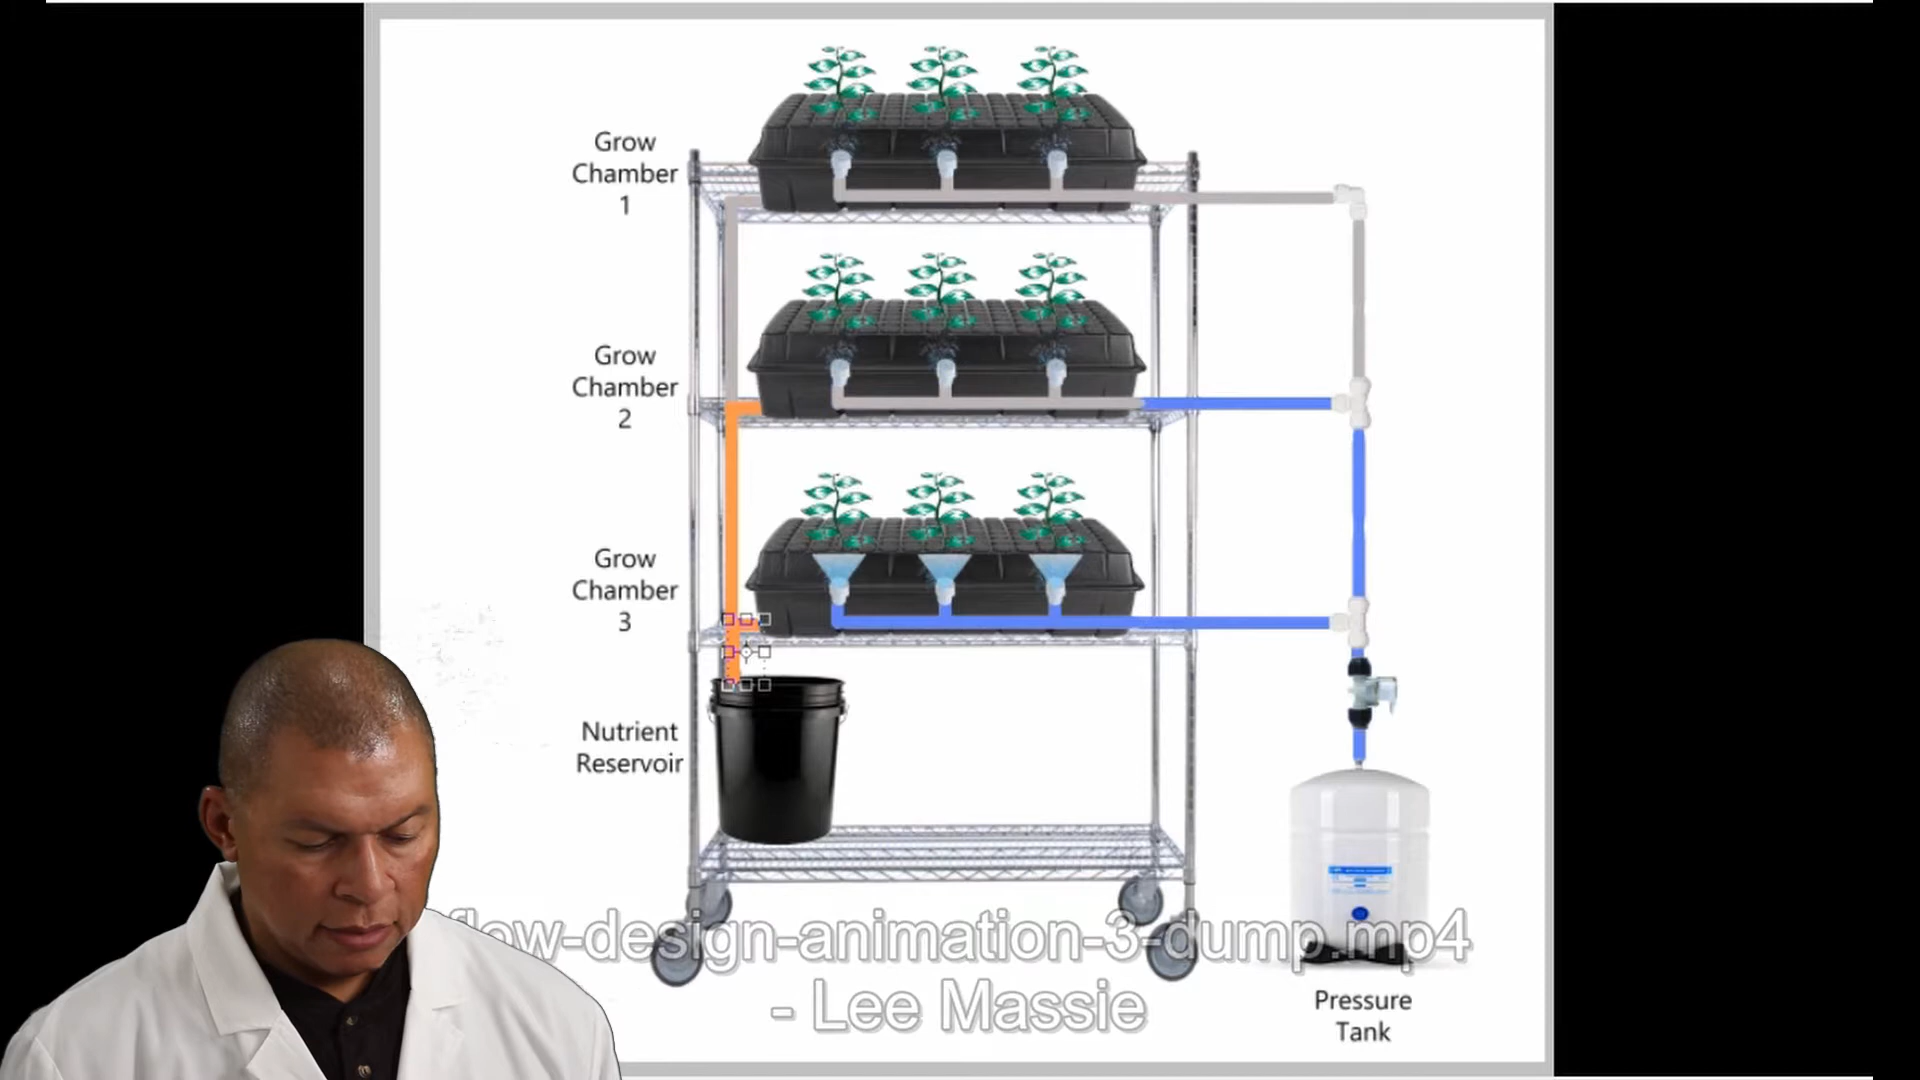 Grow
Chamber
1
Grow
Chamber
2
Grow
Chamber
3
Nutrient
Reservoir
flow-design-animation-3-dump.mp4
- Lee Massie
Pressure
Tank